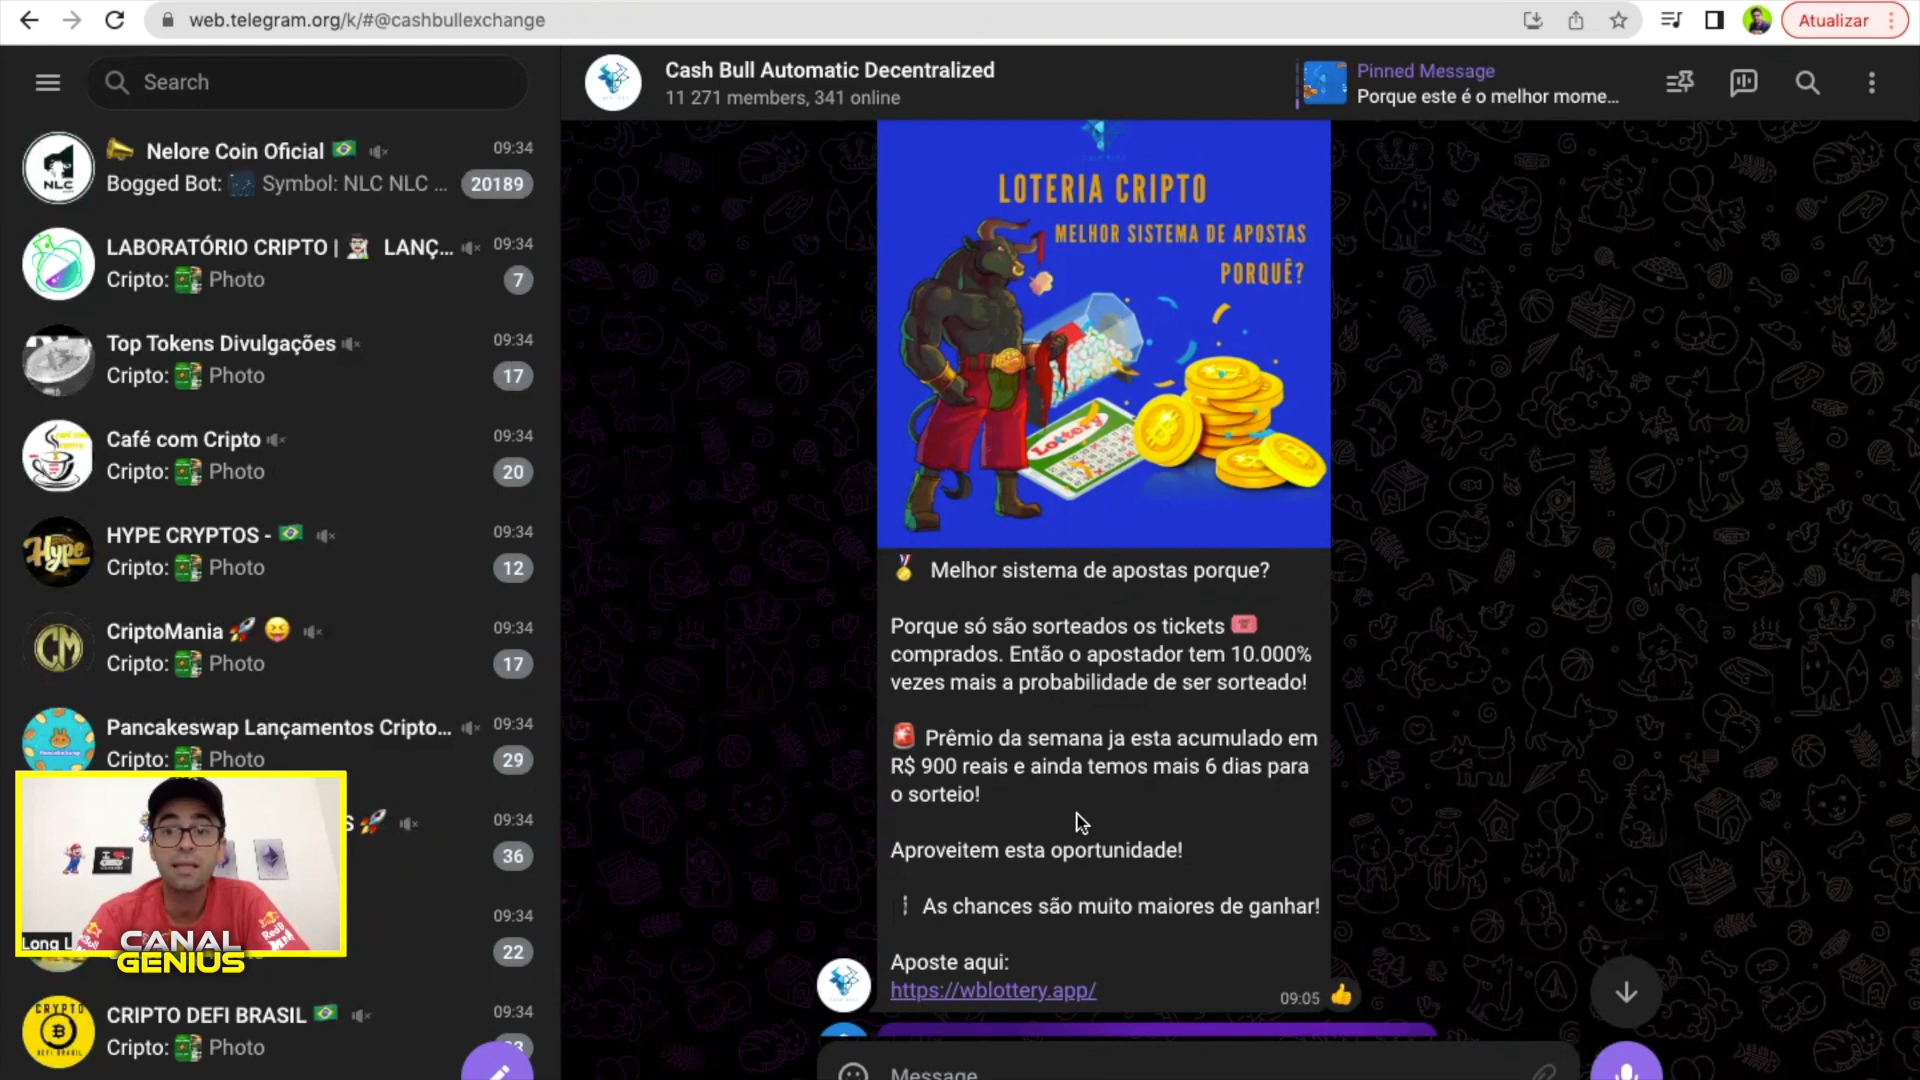 web.telegram.org/k/#@cashbullexchange
Atualizar
Search
Cash Bull Automatic Decentralized
11 271 members, 341 online
Pinned Message
Porque este é o melhor mome...
NLC
Nelore Coin Oficial
09:34
Bogged Bot: Symbol: NLC NLC ...
20189
LABORATÓRIO CRIPTO | LANÇ...
09:34
Cripto: Photo
7
Top Tokens Divulgações
09:34
Cripto: Photo
17
Café com Cripto
09:34
Cripto: Photo
20
Hype
HYPE CRYPTOS -
09:34
Cripto: Photo
12
CM
CriptoMania
09:34
Cripto: Photo
17
Pancakeswap Lançamentos Cripto...
09:34
Cripto: Photo
29
S
09:34
36
09:34
22
Long L
CANAL
GENIUS
CRYPTO
DEFI BRASIL
CRIPTO DEFI BRASIL
09:34
Cripto: Photo
LOTERIA CRIPTO
MELHOR SISTEMA DE APOSTAS
PORQUÊ?
Lottery
Melhor sistema de apostas porque?
Porque só são sorteados os tickets
comprados. Então o apostador tem 10.000%
vezes mais a probabilidade de ser sorteado!
Prêmio da semana ja esta acumulado em
R$ 900 reais e ainda temos mais 6 dias para
o sorteio!
Aproveitem esta oportunidade!
As chances são muito maiores de ganhar!
Aposte aqui:
https://wblottery.app/
09:05
Message